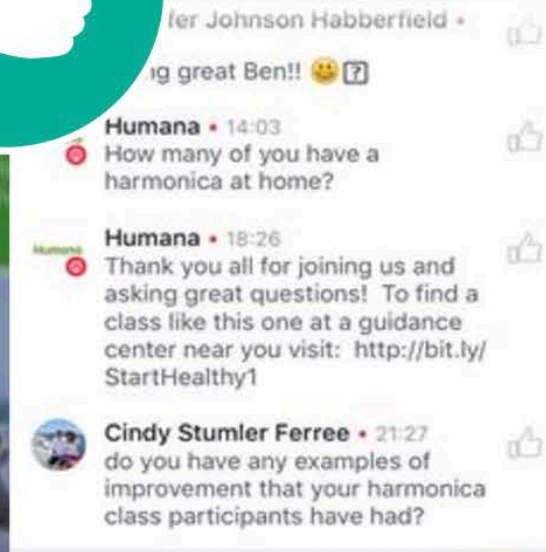 fer Johnson Habberfield •
g great Ben!! 😀
Humana • 14:03
How many of you have a
harmonica at home?
Humana
Humana • 18:26
Thank you all for joining us and
asking great questions! To find a
class like this one at a guidance
center near you visit: http://bit.ly/
StartHealthy1
Cindy Stumler Ferree • 21:27
do you have any examples of
improvement that your harmonica
class participants have had?